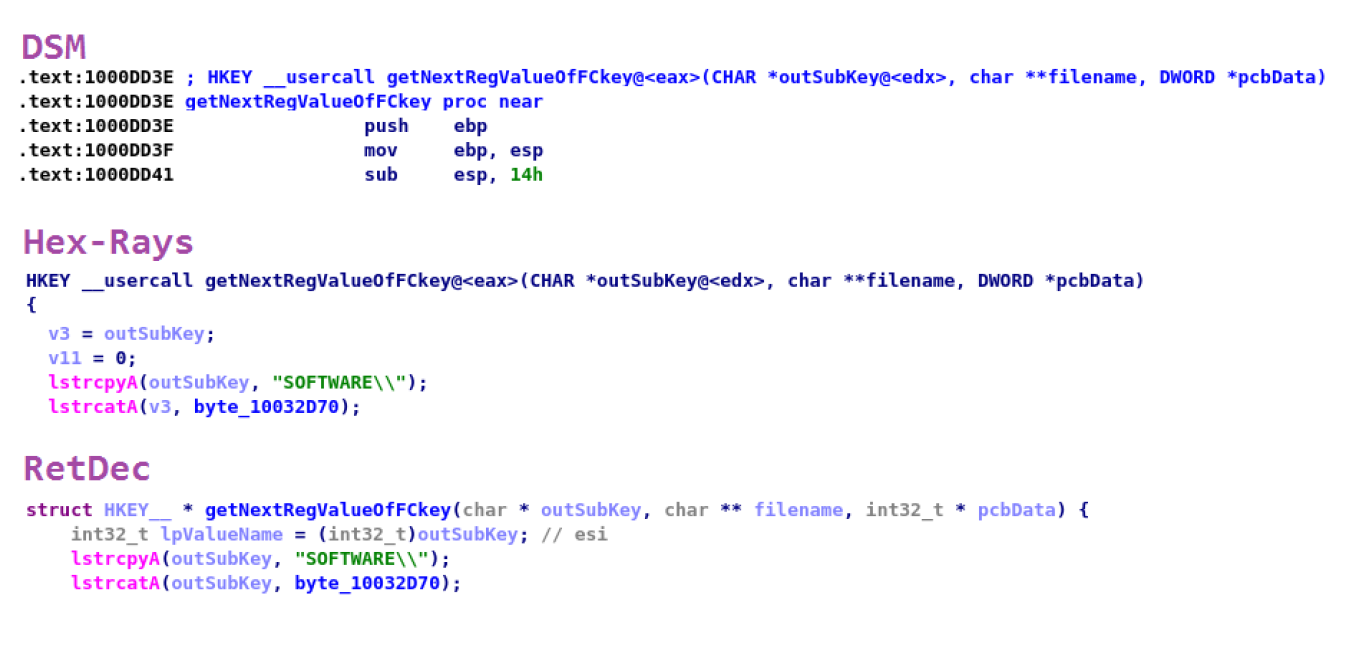 DSM
.text:1000DD3E ; HKEY __usercall getNextRegValueOfFCkey@<eax>(CHAR *outSubKey@<edx>, char **filename, DWORD *pcbData)
.text:1000DD3E getNextRegValueOfFCkey proc near
.text:1000DD3E                 push    ebp
.text:1000DD3F                 mov     ebp, esp
.text:1000DD41                 sub     esp, 14h
Hex-Rays
HKEY __usercall getNextRegValueOfFCkey@<eax>(CHAR *outSubKey@<edx>, char **filename, DWORD *pcbData)
{
  v3 = outSubKey;
  v11 = 0;
  lstrcpyA(outSubKey, "SOFTWARE\\");
  lstrcatA(v3, byte_10032D70);
RetDec
struct HKEY__ * getNextRegValueOfFCkey(char * outSubKey, char ** filename, int32_t * pcbData) {
    int32_t lpValueName = (int32_t)outSubKey; // esi
    lstrcpyA(outSubKey, "SOFTWARE\\");
    lstrcatA(outSubKey, byte_10032D70);